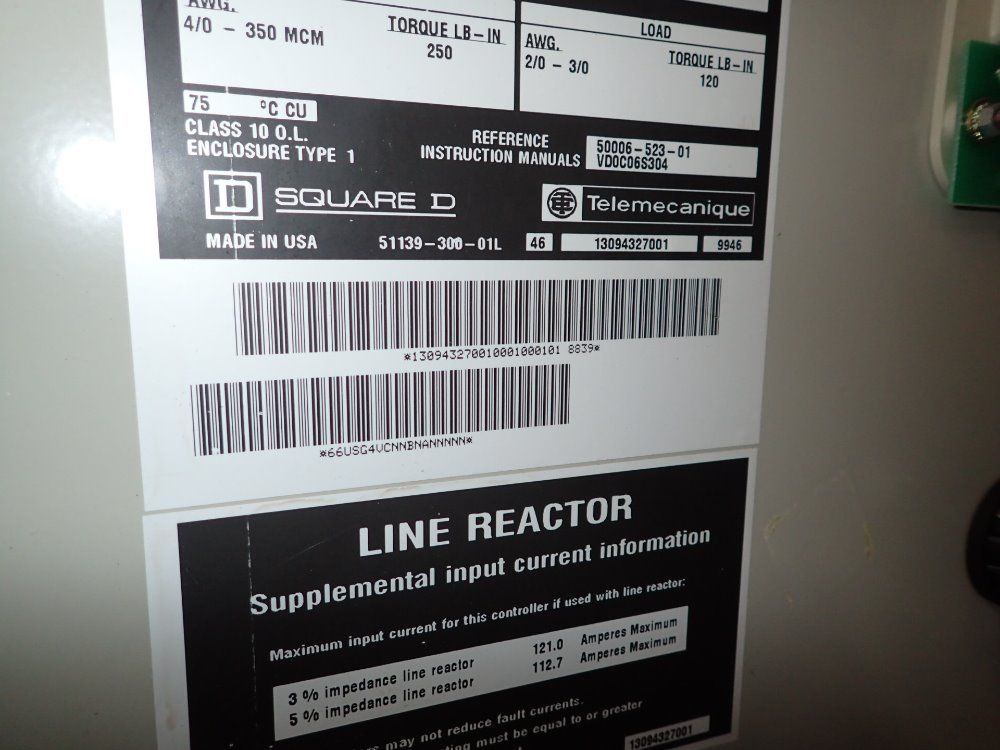 AWG.
4/0 - 350 MCM
TORQUE LB-IN
250
LOAD
AWG.
2/0 - 3/0
TORQUE LB-IN
120
75 °C CU
CLASS 10 O.L.
ENCLOSURE TYPE 1
REFERENCE
INSTRUCTION MANUALS
50006-523-01
VD0C06S304
D SQUARE D
TE Telemecanique
MADE IN USA 51139-300-01L 46 13094327001 9946
*130943270010001000101 8839*
*66USG4VCNNBNANNNNN*
LINE REACTOR
Supplemental input current information
Maximum input current for this controller if used with line reactor:
3 % impedance line reactor 121.0 Amperes Maximum
5 % impedance line reactor 112.7 Amperes Maximum
may not reduce fault currents.
must be equal to or greater
13094327001